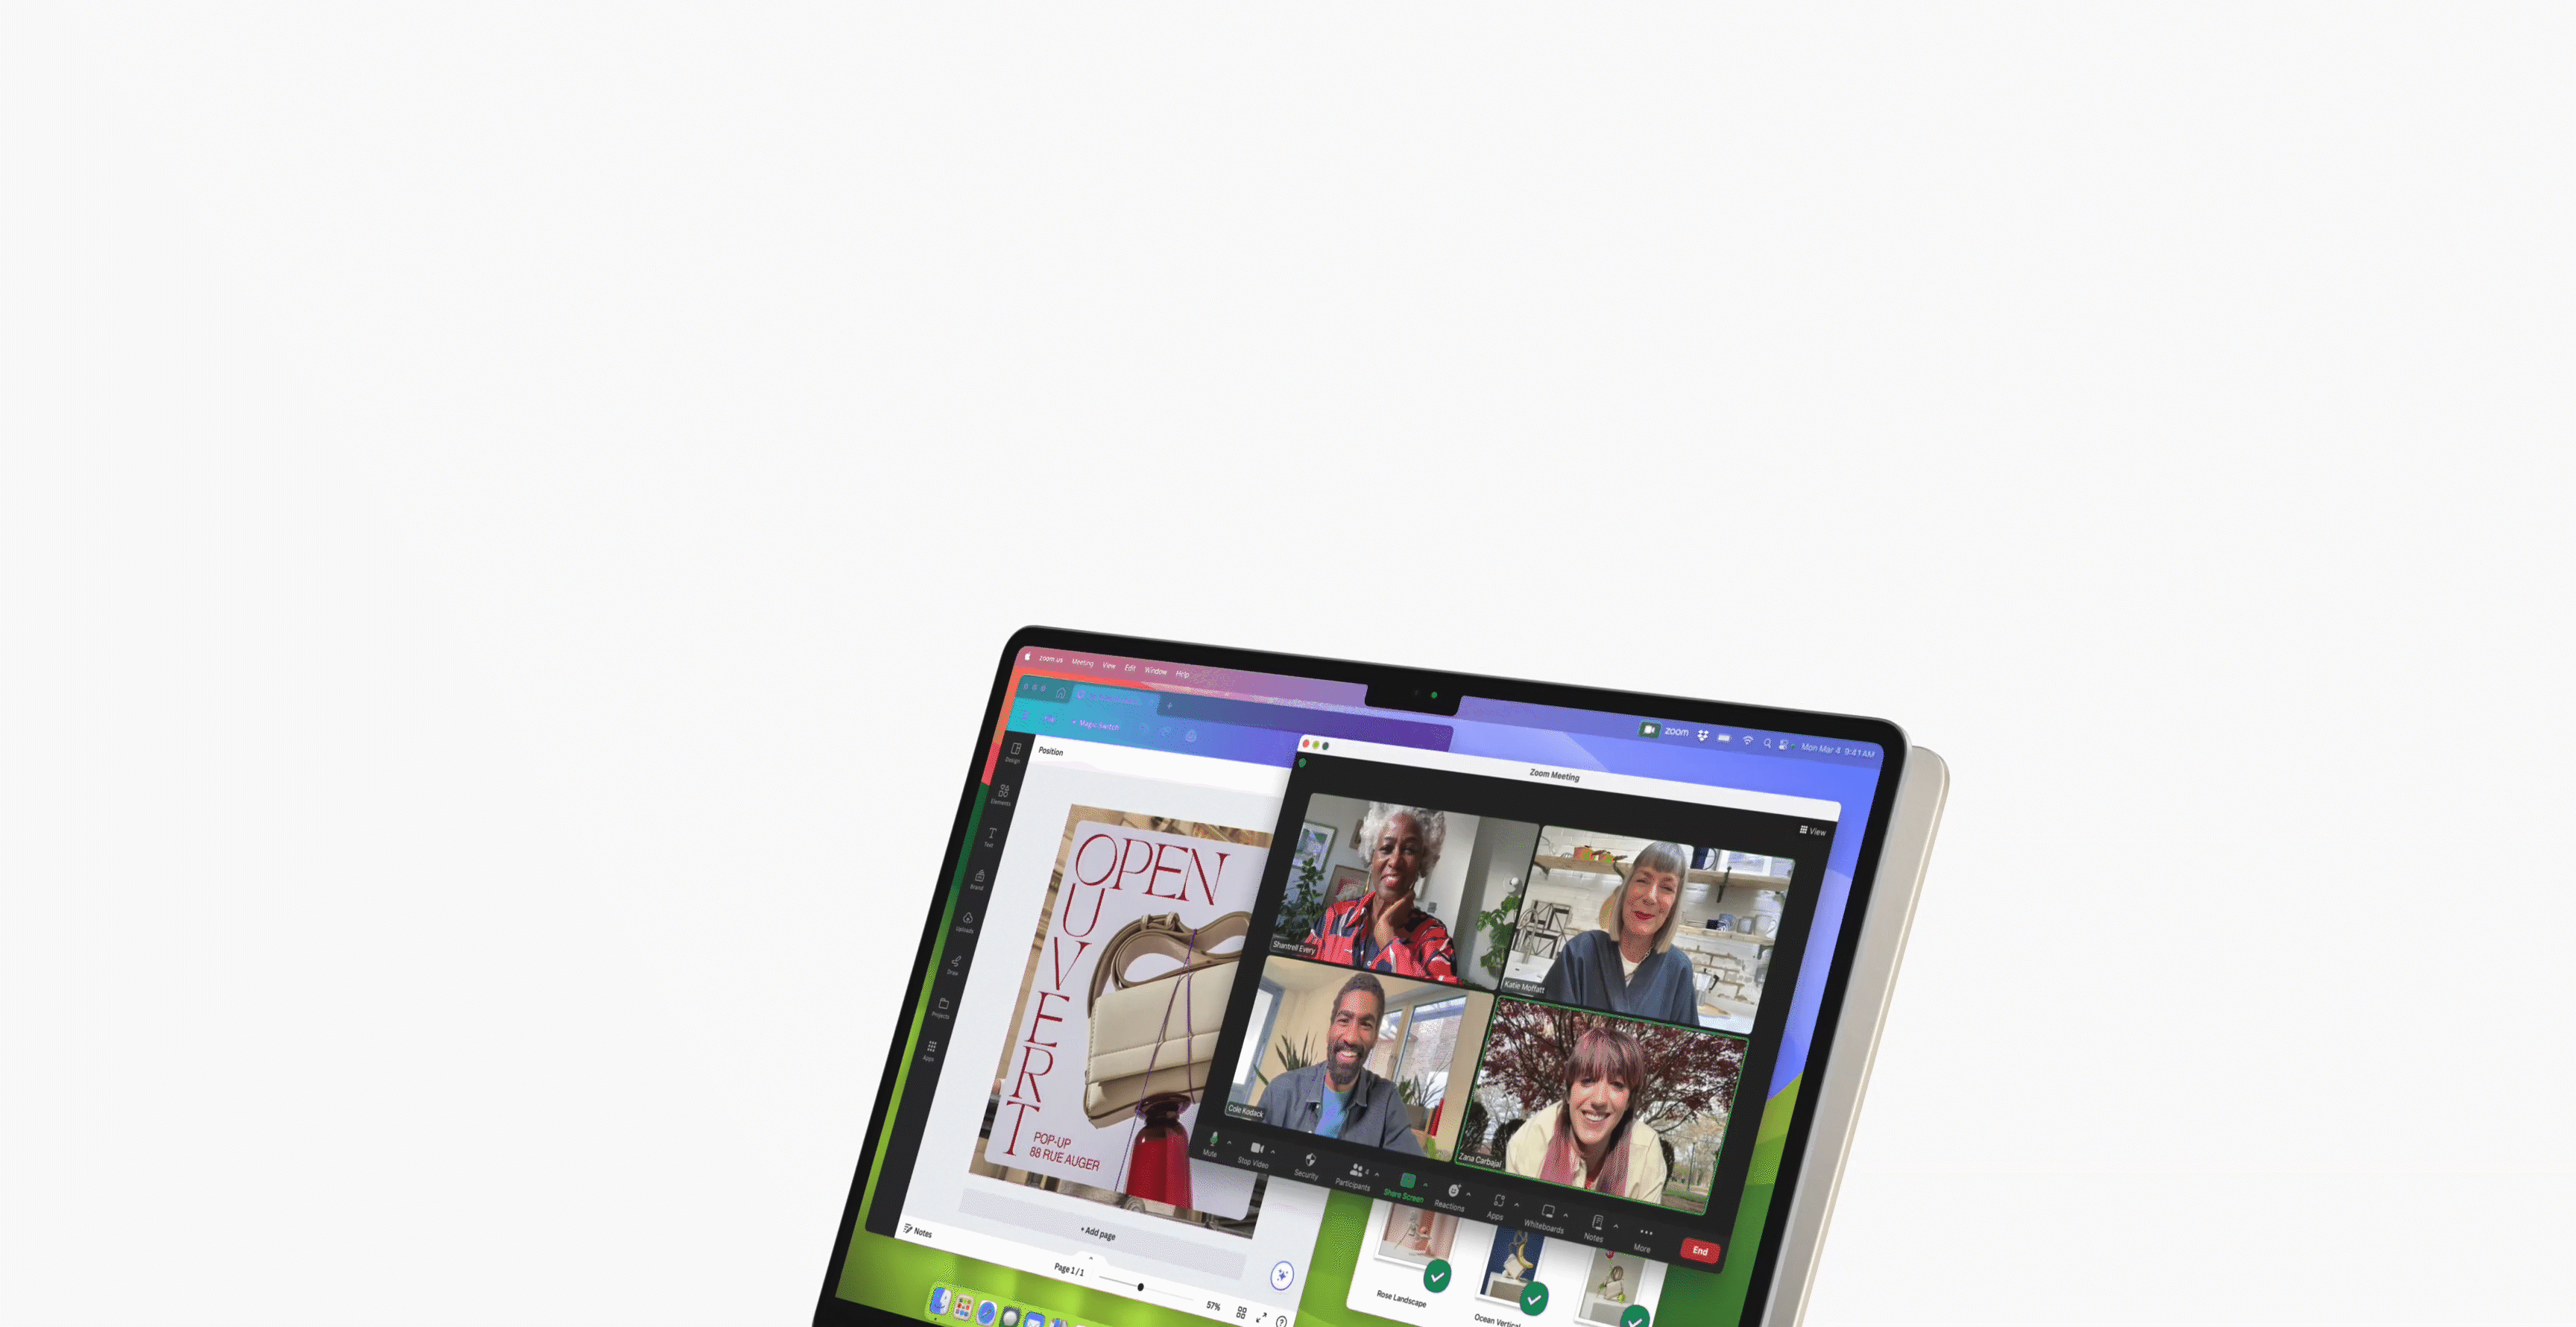 zoom.us Meeting View Edit Window Help
zoom
Mon Mar 4 9:41 AM
Magic Switch
Position
Design
Elements
Text
Brand
Uploads
Draw
Projects
Apps
OPEN
OUVERT
POP-UP
88 RUE AUGER
+ Add page
Notes
Page 1 / 1
57%
Zoom Meeting
View
Shantrell Every
Katie Moffatt
Cole Kodack
Zana Carbajal
Mute
Stop Video
Security
Participants
4
Share Screen
Reactions
Apps
Whiteboards
Notes
More
End
Rose Landscape
Ocean Vertical